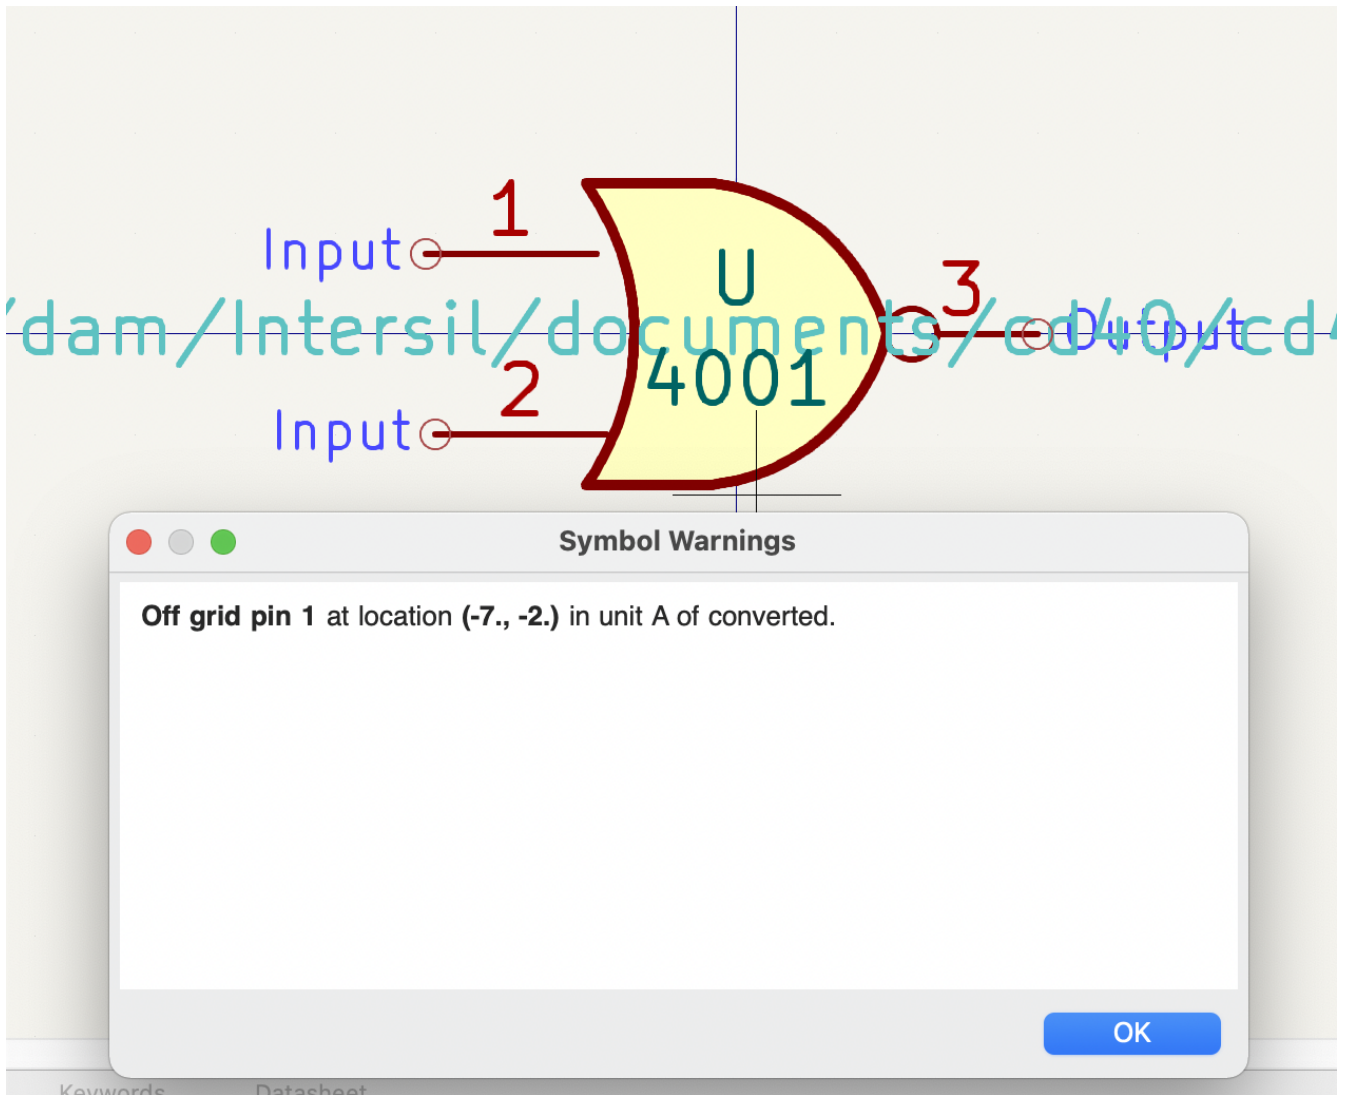 1
Input
U
3
/dam/Intersil/documents/cd40/cd4
Output
4001
2
Input
Symbol Warnings
Off grid pin 1 at location (-7., -2.) in unit A of converted.
OK
Keywords Datasheet